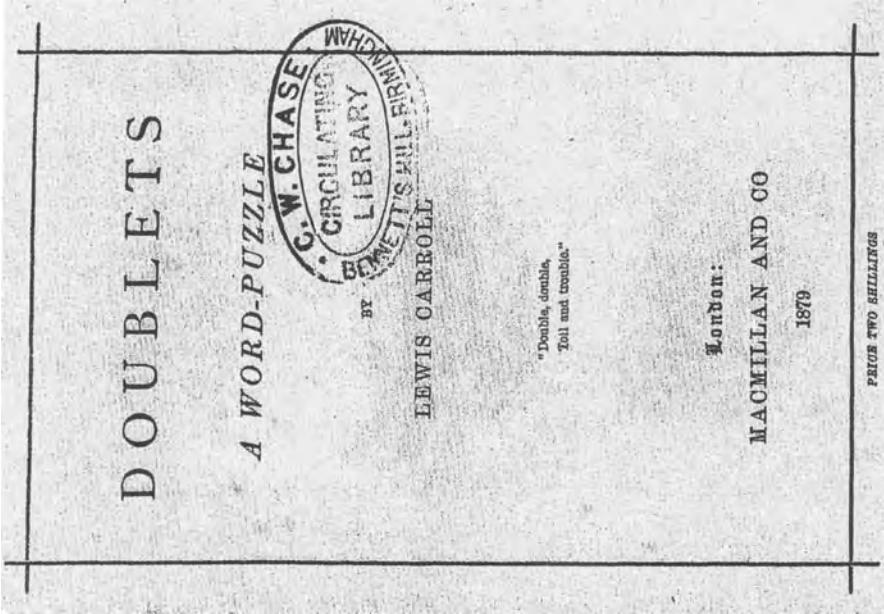 DOUBLETS
A WORD-PUZZLE
BY
LEWIS CARROLL
"Double, double,
Toil and trouble."
London:
MACMILLAN AND CO
1879
PRICE TWO SHILLINGS
C. W. CHASE.
CIRCULATING
LIBRARY
BENNETT'S HILL. BIRMINGHAM